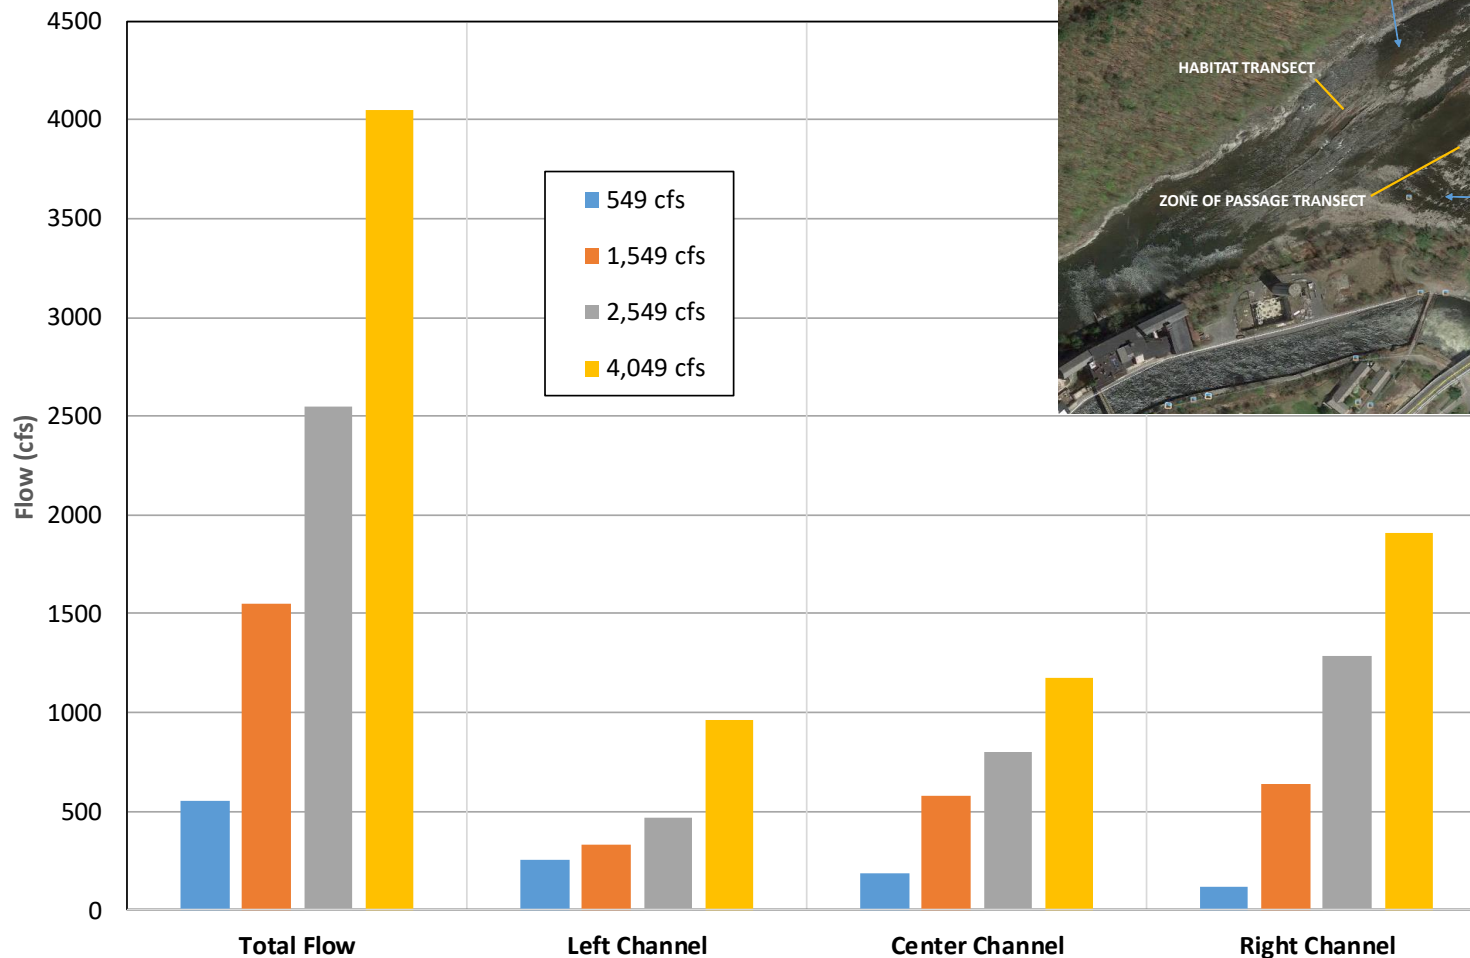 4500
4000
3500
3000
2500
2000
1500
1000
500
0
Flow (cfs)
549 cfs
1,549 cfs
2,549 cfs
4,049 cfs
HABITAT TRANSECT
ZONE OF PASSAGE TRANSECT
Total Flow
Left Channel
Center Channel
Right Channel